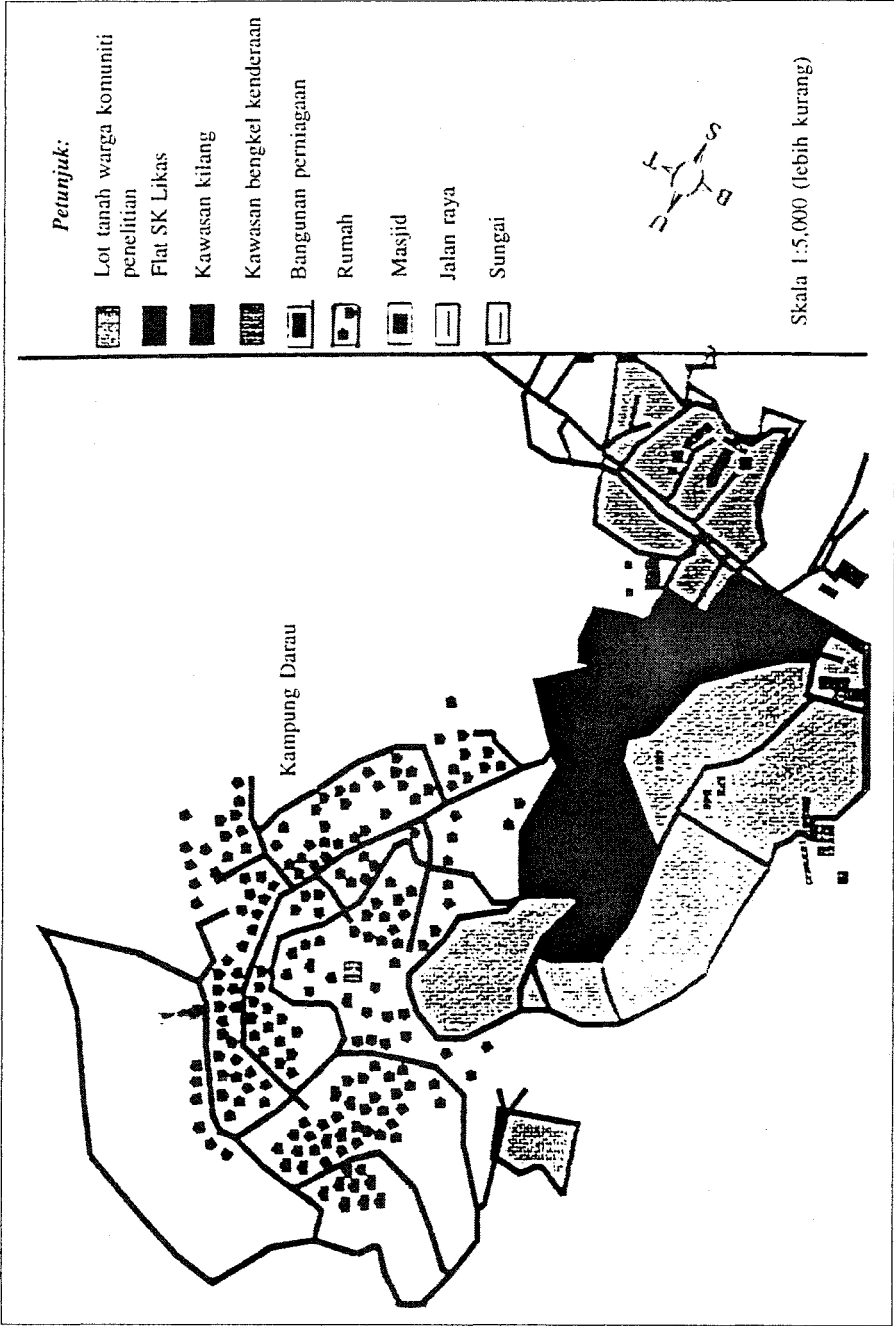 Petunjuk:
Lot tanah warga komuniti
penelitian
Flat SK Likas
Kawasan kilang
Kawasan bengkel kenderaan
Bangunan perniagaan
Rumah
Masjid
Jalan raya
Sungai
U
T
B
S
Skala 1:5,000 (lebih kurang)
Kampung Darau